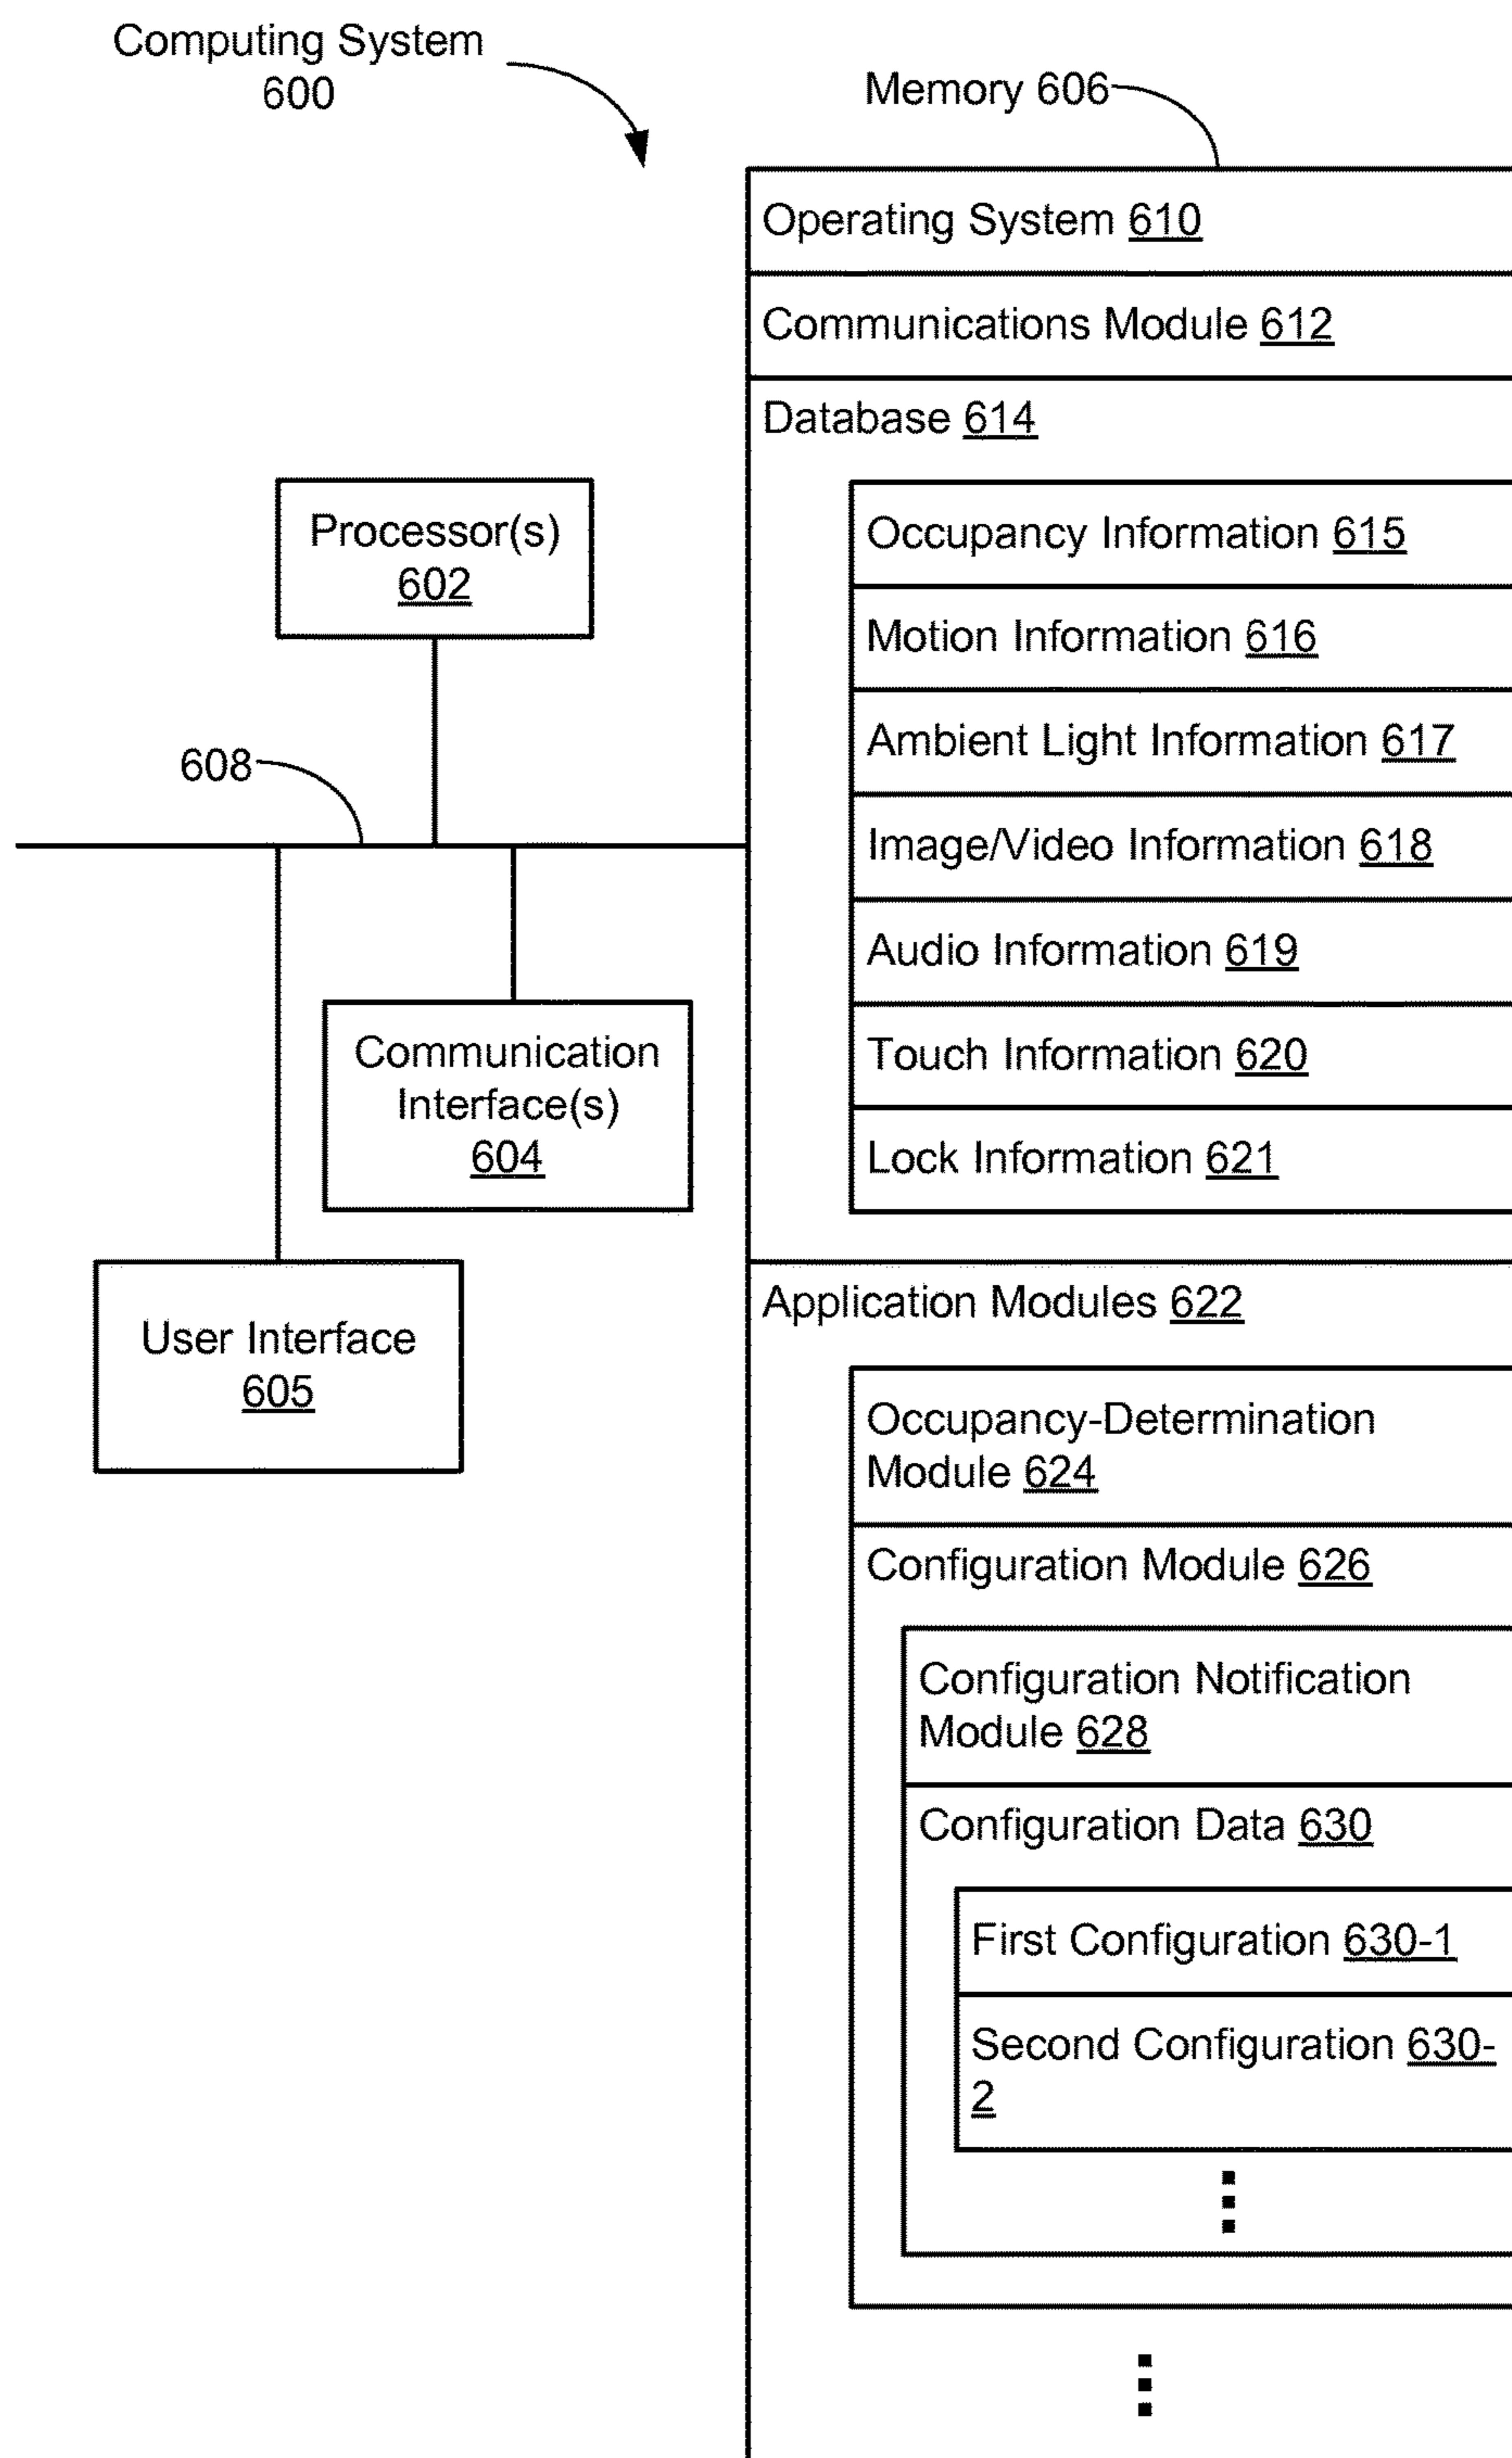 Computing System
600
Memory 606
Operating System 610
Communications Module 612
Database 614
Processor(s)
602
Occupancy Information 615
Motion Information 616
Ambient Light Information 617
608
Image/Video Information 618
Audio Information 619
Communication
Interface(s)
604
Touch Information 620
Lock Information 621
User Interface
605
Application Modules 622
Occupancy-Determination
Module 624
Configuration Module 626
Configuration Notification
Module 628
Configuration Data 630
First Configuration 630-1
Second Configuration 630-
2